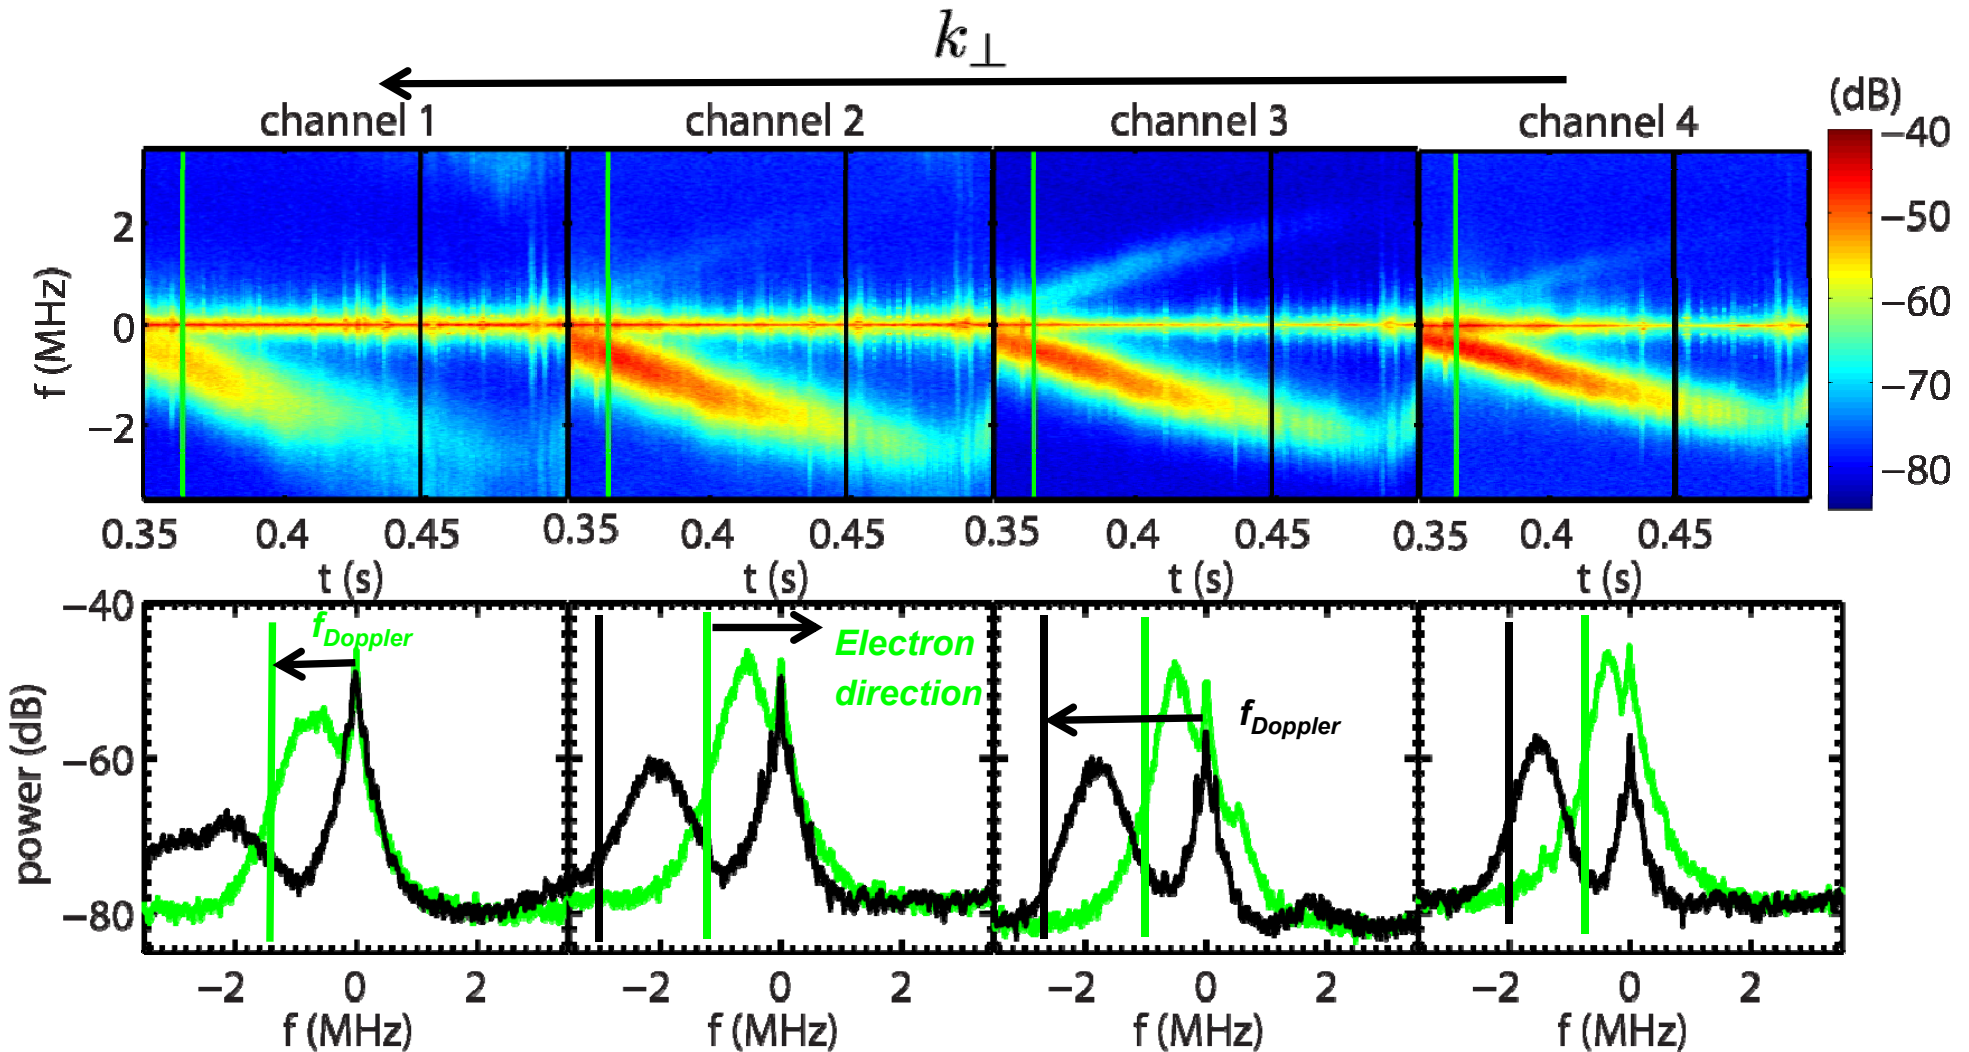 k⊥
channel 1 channel 2 channel 3 channel 4 (dB)
f (MHz)
2
0
−2
−40
−50
−60
−70
−80
0.35 0.4 0.45 0.35 0.4 0.45 0.35 0.4 0.45 0.35 0.4 0.45
t (s) t (s) t (s) t (s)
power (dB)
−40
−60
−80
fDoppler
Electron
direction
fDoppler
−2 0 2 −2 0 2 −2 0 2 −2 0 2
f (MHz) f (MHz) f (MHz) f (MHz)